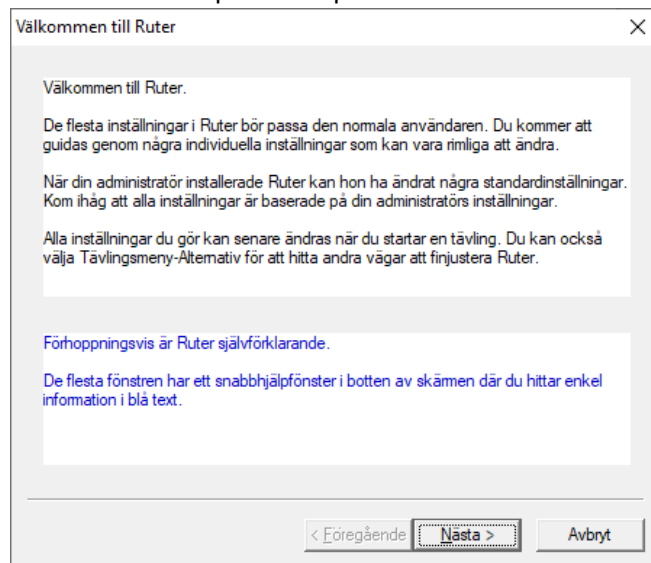 Välkommen till Ruter
Välkommen till Ruter.
De flesta inställningar i Ruter bör passa den normala användaren. Du kommer att
guidas genom några individuella inställningar som kan vara rimliga att ändra.
När din administratör installerade Ruter kan hon ha ändrat några standardinställningar.
Kom ihåg att alla inställningar är baserade på din administratörs inställningar.
Alla inställningar du gör kan senare ändras när du startar en tävling. Du kan också
välja Tävlingsmeny-Alternativ för att hitta andra vägar att finjustera Ruter.
Förhoppningsvis är Ruter självförklarande.
De flesta fönstren har ett snabbhjälpfönster i botten av skärmen där du hittar enkel
information i blå text.
< Föregående Nästa > Avbryt